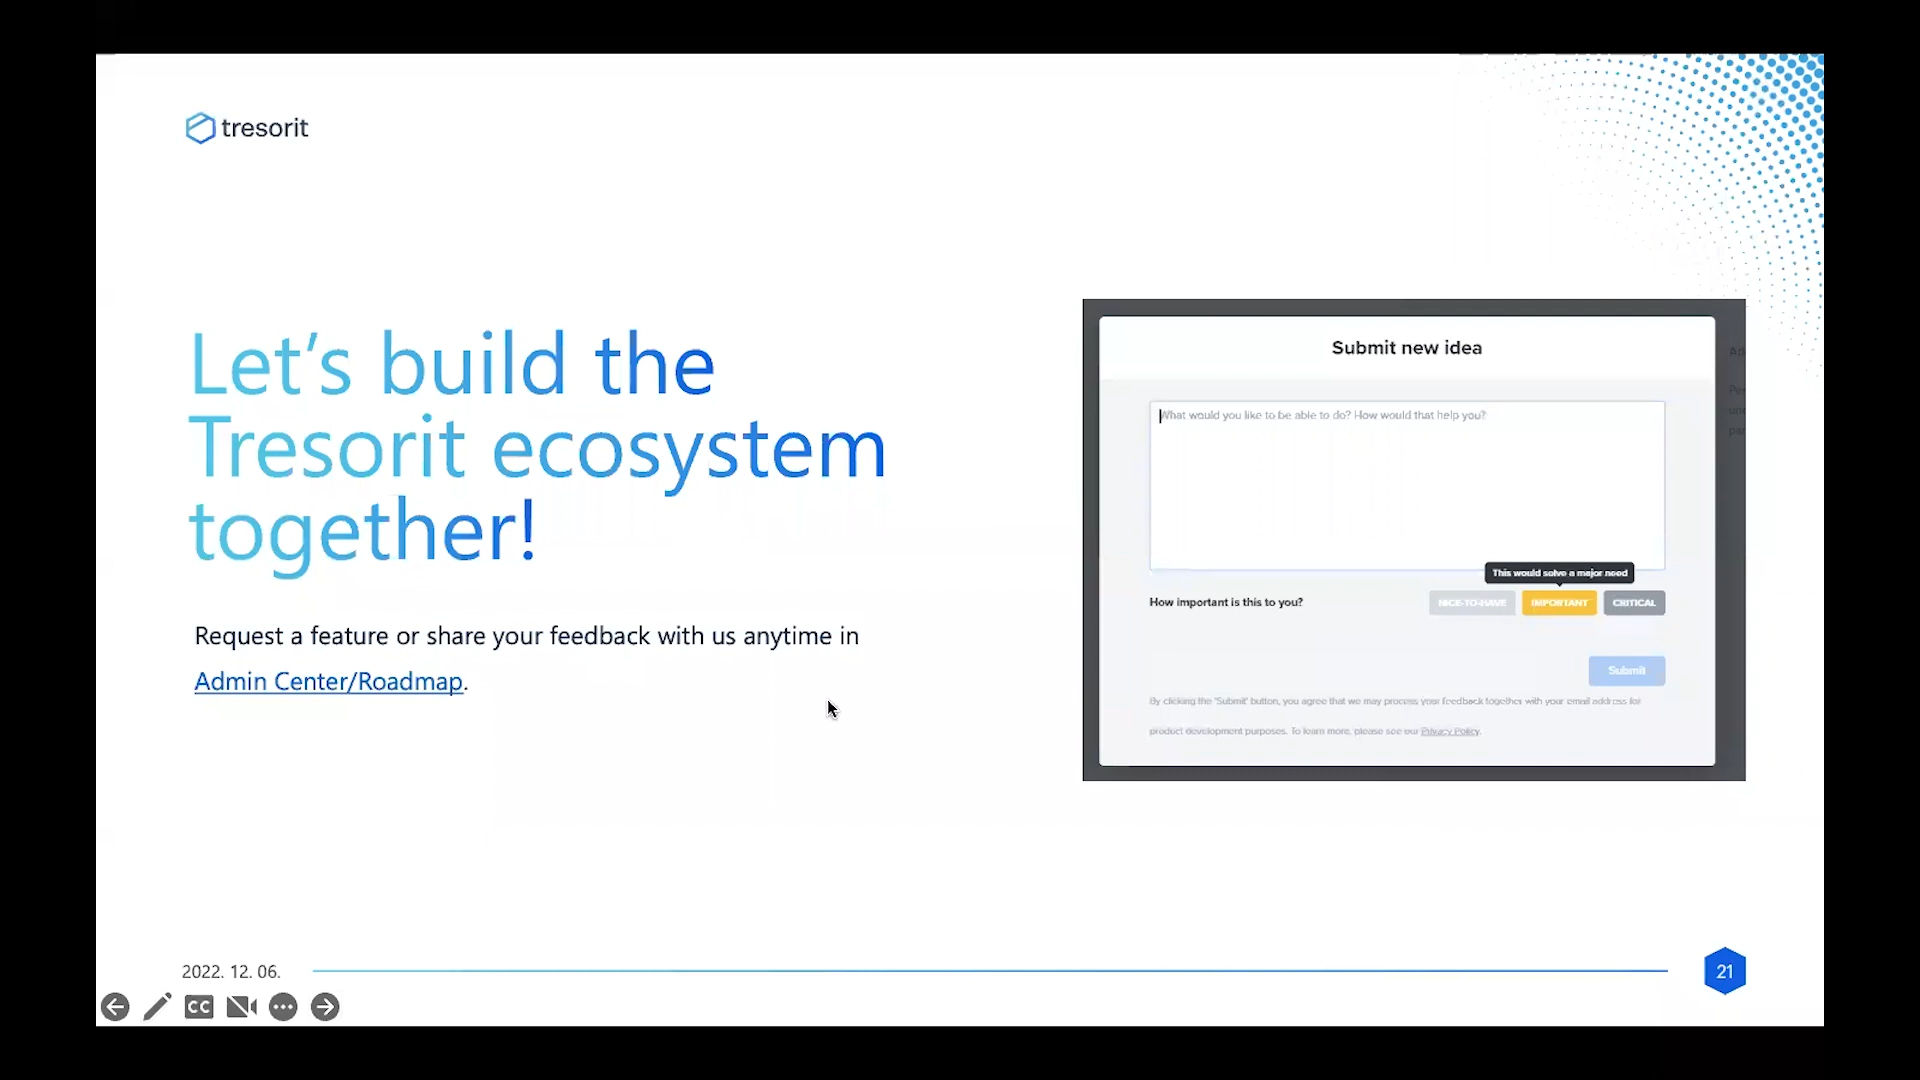 tresorit
Let's build the
Tresorit ecosystem
together!
Request a feature or share your feedback with us anytime in
Admin Center/Roadmap.
Submit new idea
What would you like to be able to do? How would that help you?
This would solve a major need
How important is this to you?
NICE-TO-HAVE IMPORTANT CRITICAL
Submit
By clicking the 'Submit' button, you agree that we may process your feedback together with your email address for
product development purposes. To learn more, please see our Privacy Policy.
2022. 12. 06.
21
CC